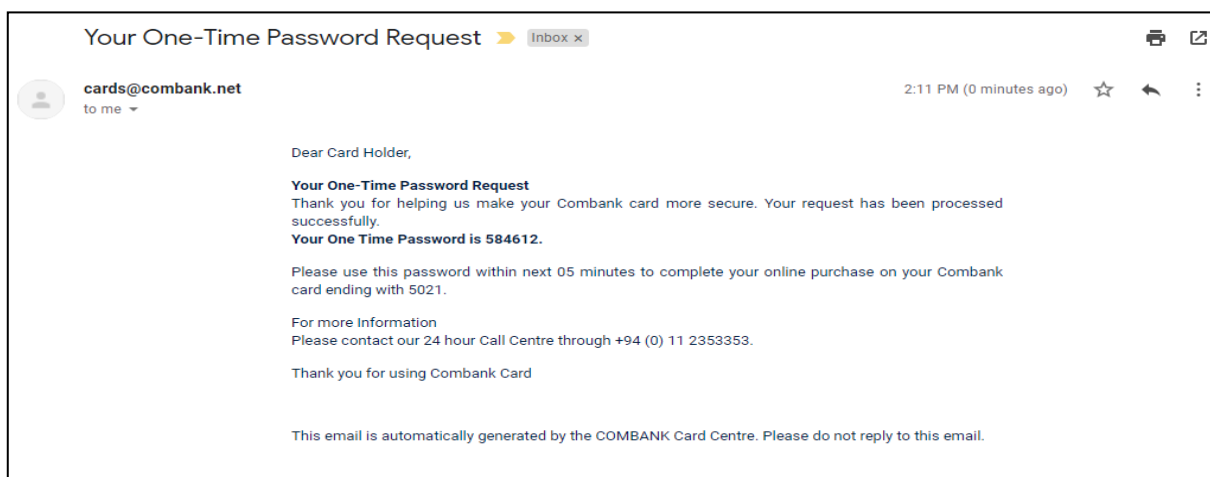 Your One-Time Password Request Inbox x
cards@combank.net 2:11 PM (0 minutes ago)
to me
Dear Card Holder,
Your One-Time Password Request
Thank you for helping us make your Combank card more secure. Your request has been processed
successfully.
Your One Time Password is 584612.
Please use this password within next 05 minutes to complete your online purchase on your Combank
card ending with 5021.
For more Information
Please contact our 24 hour Call Centre through +94 (0) 11 2353353.
Thank you for using Combank Card
This email is automatically generated by the COMBANK Card Centre. Please do not reply to this email.